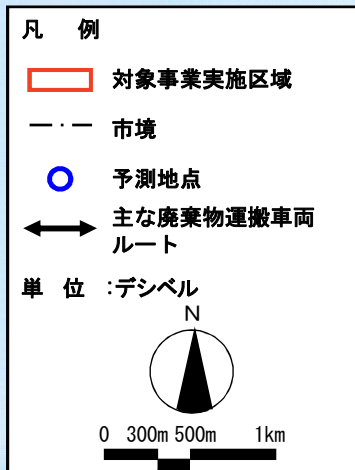 凡 例
対象事業実施区域
市境
予測地点
主な廃棄物運搬車両
ルート
単 位 :デシベル
N
0 300m 500m 1km